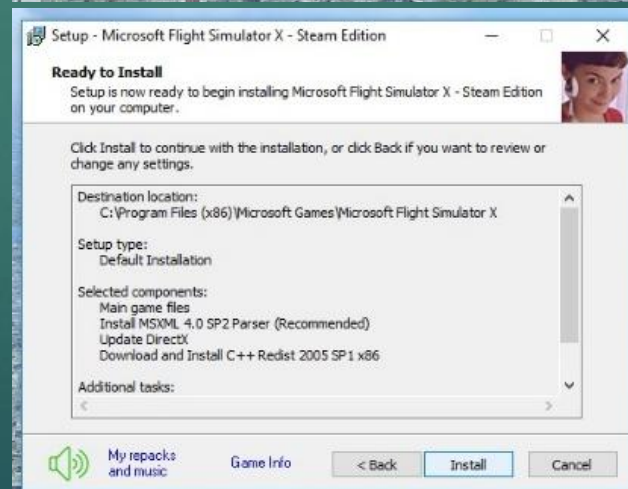 Setup - Microsoft Flight Simulator X - Steam Edition
Ready to Install
Setup is now ready to begin installing Microsoft Flight Simulator X - Steam Edition
on your computer.
Click Install to continue with the installation, or click Back if you want to review or
change any settings.
Destination location:
C:\Program Files (x86)\Microsoft Games\Microsoft Flight Simulator X
Setup type:
Default Installation
Selected components:
Main game files
Install MSXML 4.0 SP2 Parser (Recommended)
Update DirectX
Download and Install C++ Redist 2005 SP1 x86
Additional tasks:
My repacks
and music
Game Info
< Back
Install
Cancel